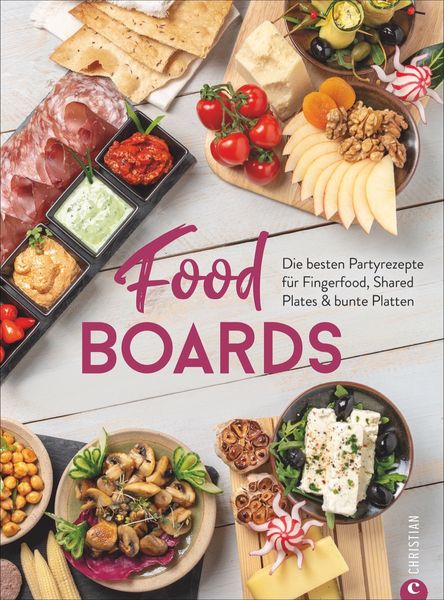 Food
BOARDS
Die besten Partyrezepte
für Fingerfood, Shared
Plates & bunte Platten
CHRISTIAN
C